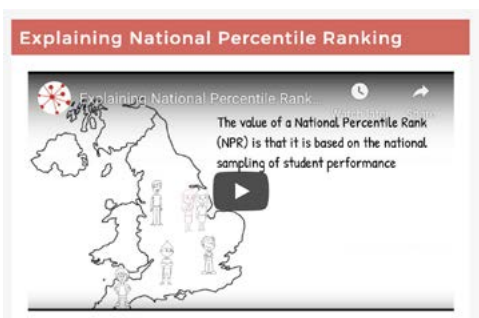 Explaining National Percentile Ranking
Explaining National Percentile Rank...
The value of a National Percentile Rank
(NPR) is that it is based on the national
sampling of student performance